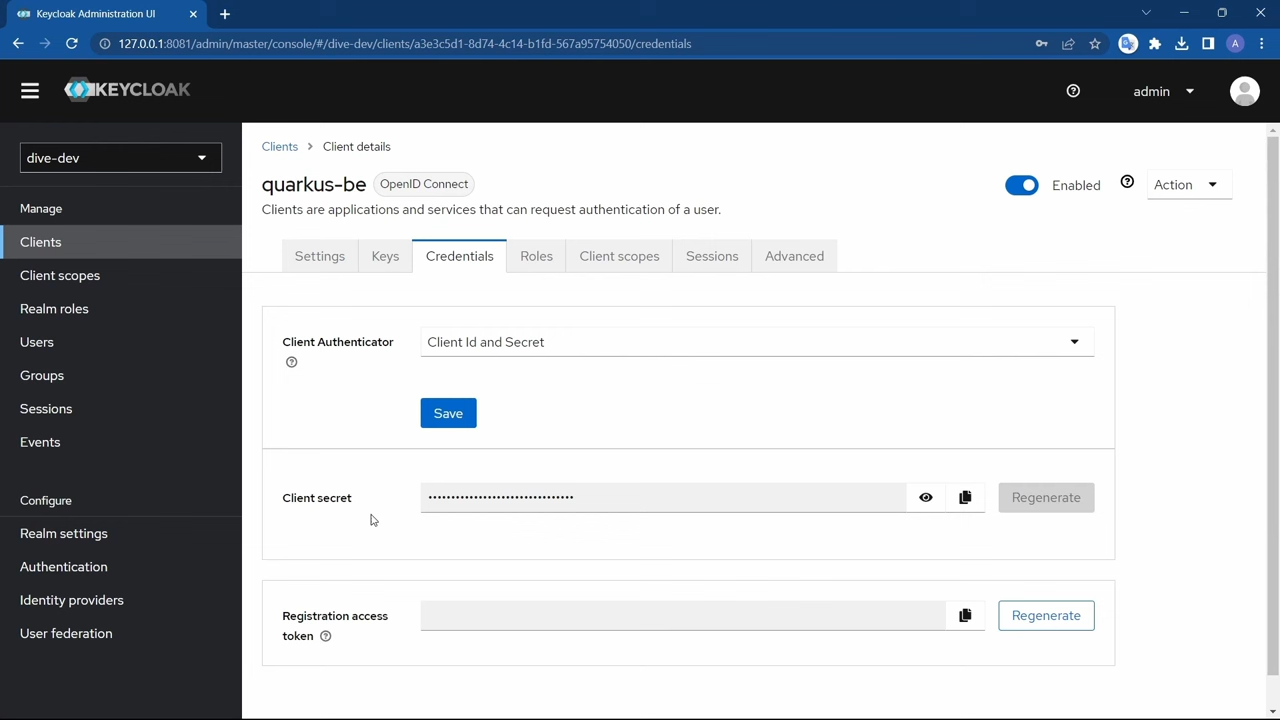 Keycloak Administration UI
127.0.0.1:8081/admin/master/console/#/dive-dev/clients/a3e3c5d1-8d74-4c14-b1fd-567a95754050/credentials
A
KEYCLOAK
admin
dive-dev
Manage
Clients
Client scopes
Realm roles
Users
Groups
Sessions
Events
Configure
Realm settings
Authentication
Identity providers
User federation
Clients > Client details
quarkus-be OpenID Connect
Enabled
Action
Clients are applications and services that can request authentication of a user.
Settings Keys Credentials Roles Client scopes Sessions Advanced
Client Authenticator
Client Id and Secret
Save
Client secret
••••••••••••••••••••••••••••••••
Regenerate
Registration access
token
Regenerate